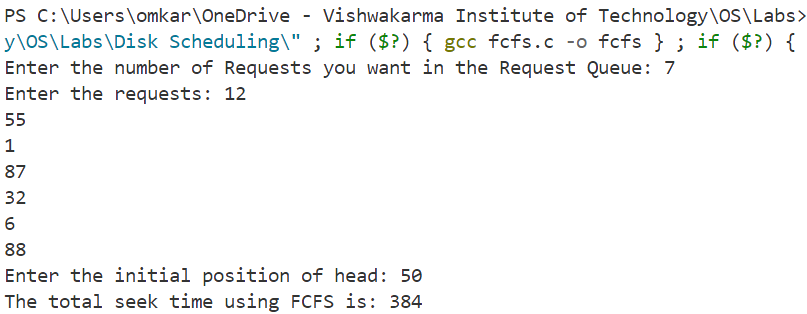 PS C:\Users\omkar\OneDrive - Vishwakarma Institute of Technology\OS\Labs>
y\OS\Labs\Disk Scheduling\" ; if ($?) { gcc fcfs.c -o fcfs } ; if ($?) {
Enter the number of Requests you want in the Request Queue: 7
Enter the requests: 12
55
1
87
32
6
88
Enter the initial position of head: 50
The total seek time using FCFS is: 384